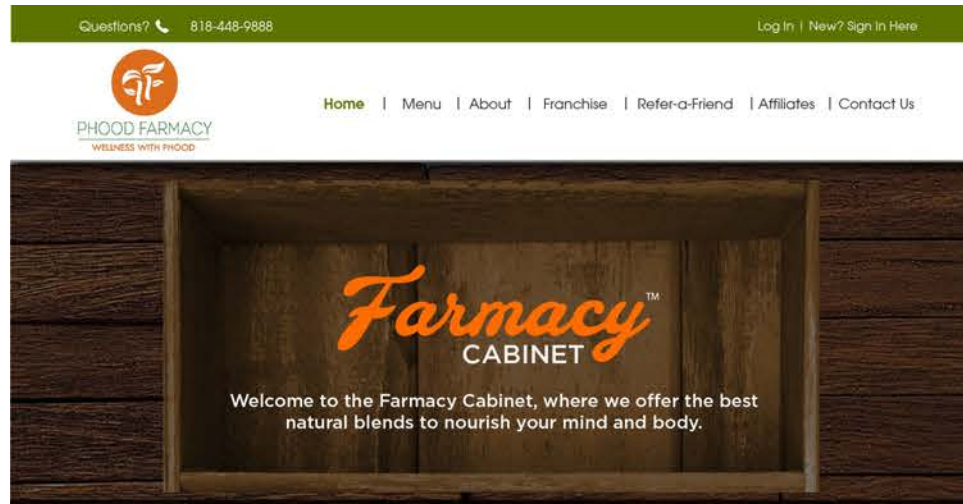 Questions? 818-448-9888
Log In | New? Sign In Here
PHOOD FARMACY
WELLNESS WITH PHOOD
Home | Menu | About | Franchise | Refer-a-Friend | Affiliates | Contact Us
Farmacy™
CABINET
Welcome to the Farmacy Cabinet, where we offer the best
natural blends to nourish your mind and body.